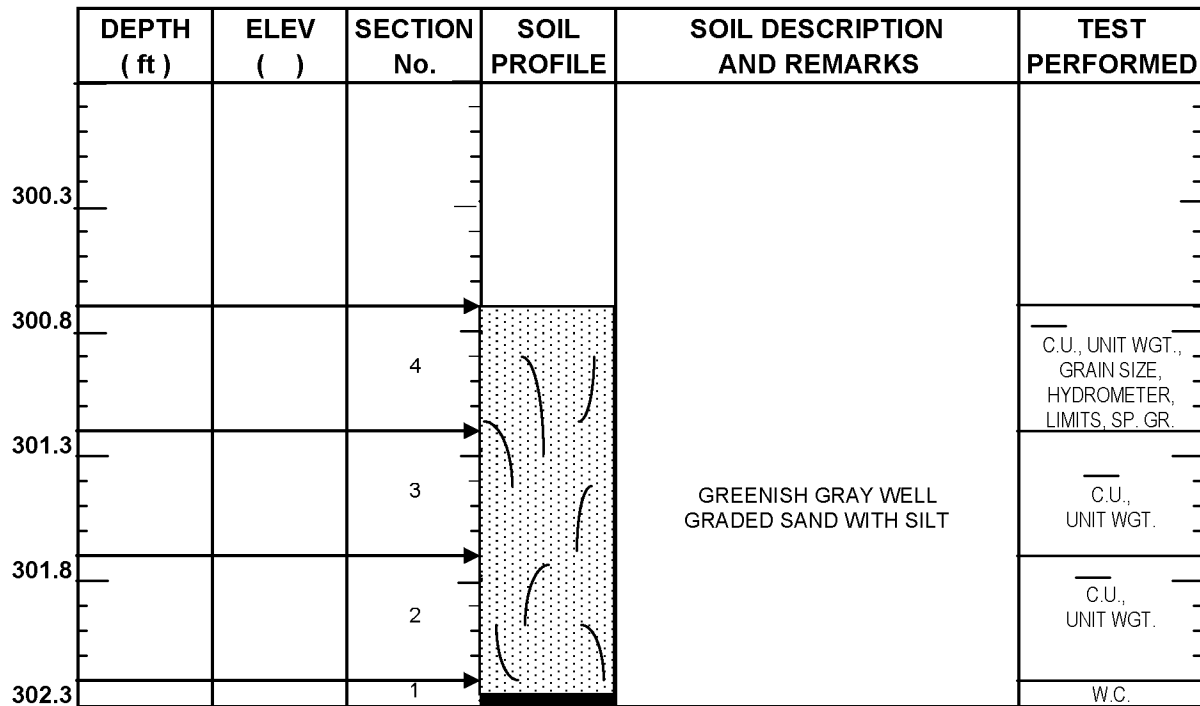 DEPTH
( ft )
ELEV
( )
SECTION
No.
SOIL
PROFILE
SOIL DESCRIPTION
AND REMARKS
TEST
PERFORMED
300.3
300.8
4
C.U., UNIT WGT.,
GRAIN SIZE,
HYDROMETER,
LIMITS, SP. GR.
301.3
3
GREENISH GRAY WELL
GRADED SAND WITH SILT
C.U.,
UNIT WGT.
301.8
2
C.U.,
UNIT WGT.
302.3
1
W.C.